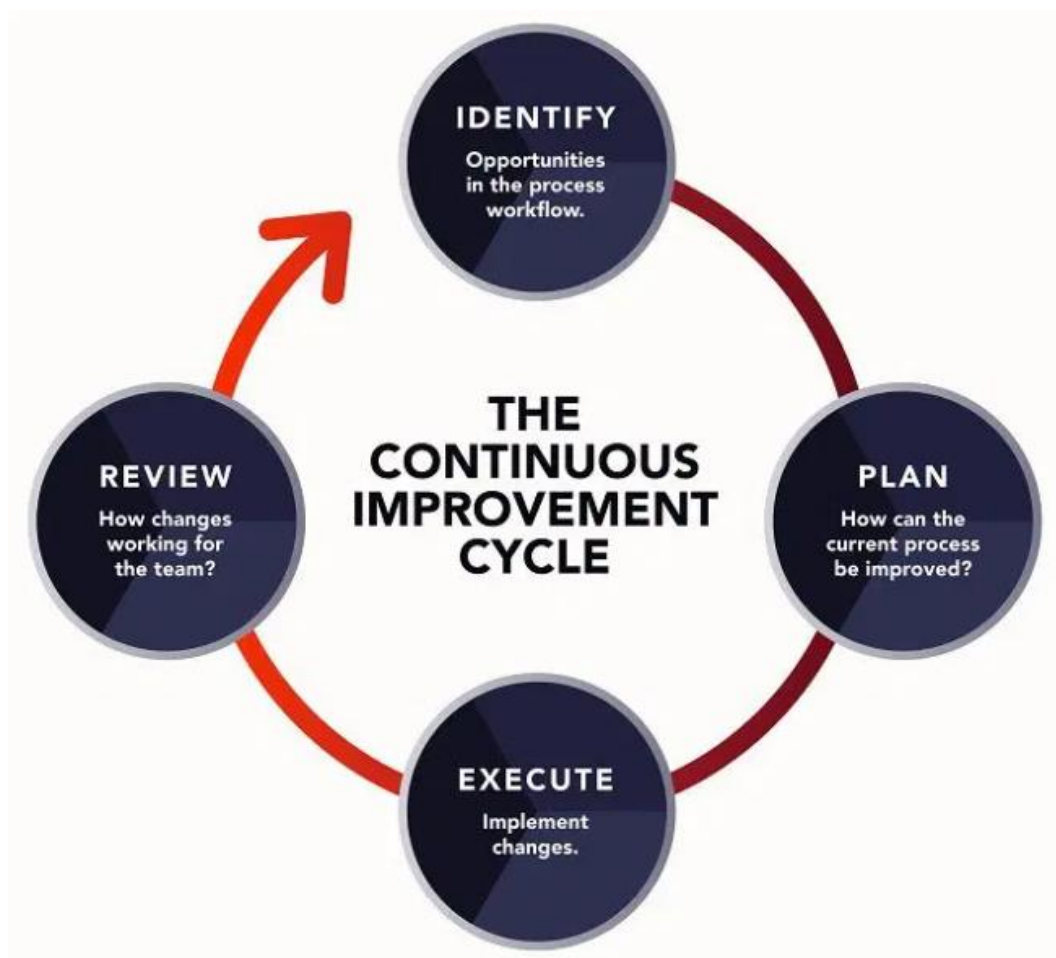 IDENTIFY
Opportunities
in the process
workflow.
THE
CONTINUOUS
IMPROVEMENT
CYCLE
PLAN
How can the
current process
be improved?
EXECUTE
Implement
changes.
REVIEW
How changes
working for
the team?